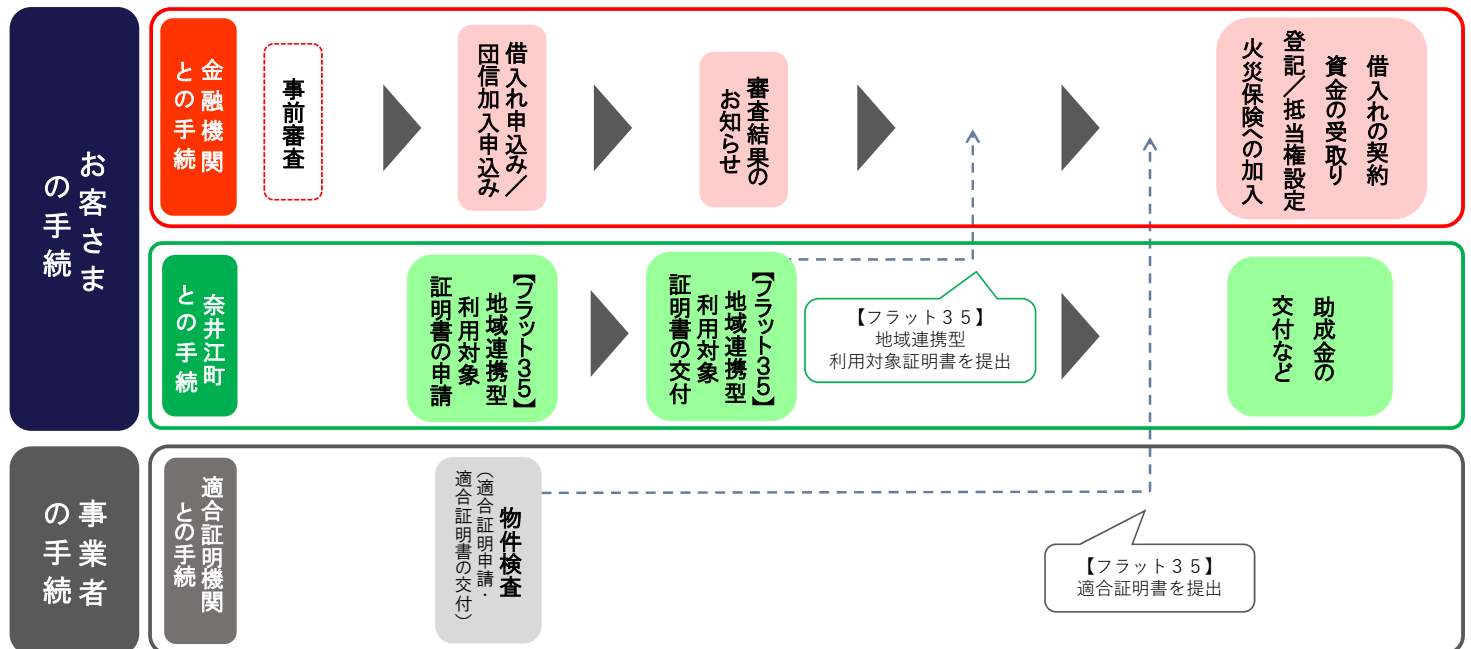 お客さま
の手続
金融機関
との手続
事前審査
借入れ申込み／
団信加入申込み
審査結果の
お知らせ
借入れの契約
資金の受取り
登記／抵当権設定
火災保険への加入
奈井江町
との手続
【フラット３５】
地域連携型
利用対象
証明書の申請
【フラット３５】
地域連携型
利用対象
証明書の交付
【フラット３５】
地域連携型
利用対象証明書を提出
助成金の
交付など
事業者
の手続
適合証明機関
との手続
物件検査
（適合証明申請・
適合証明書の交付）
【フラット３５】
適合証明書を提出